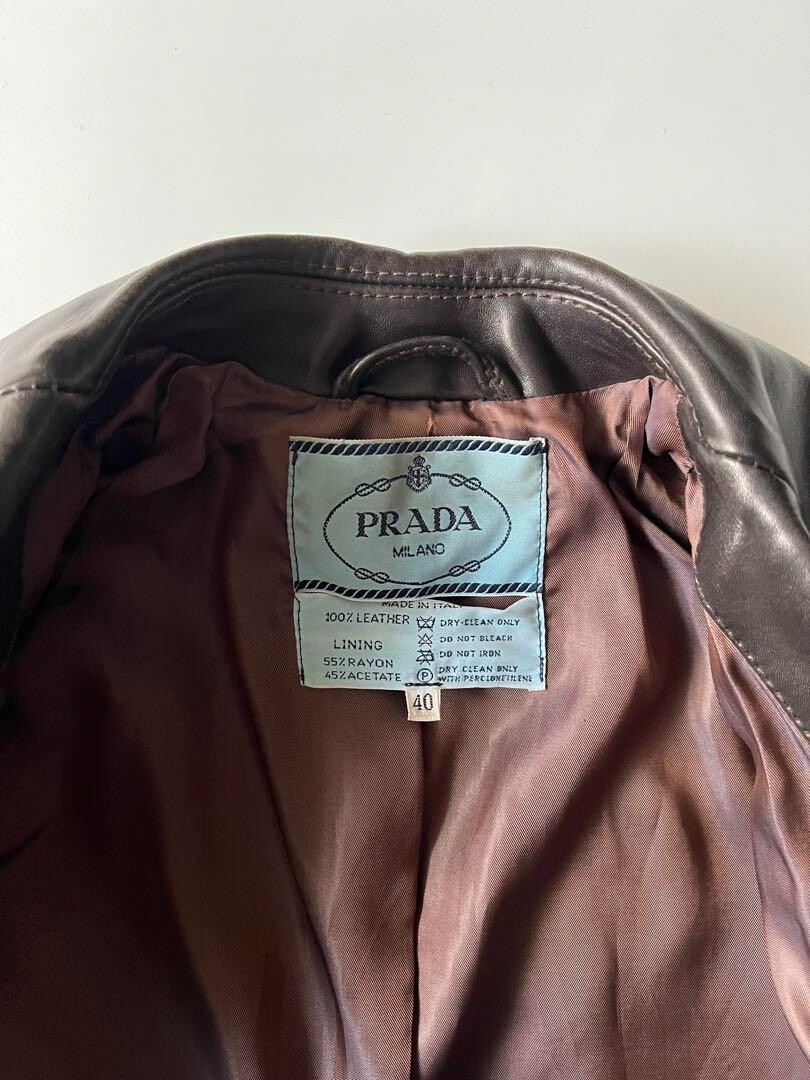 PRADA
MILANO
MADE IN ITALY
100% LEATHER
LINING
55% RAYON
45% ACETATE
DRY-CLEAN ONLY
DO NOT BLEACH
DO NOT IRON
P
DRY CLEAN ONLY
WITH PERCLORETILENE
40